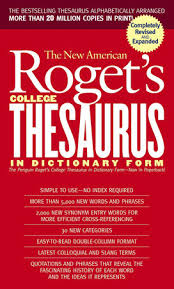 THE BESTSELLING THESAURUS ALPHABETICALLY ARRANGED
MORE THAN 20 MILLION COPIES IN PRINT!
Completely
Revised
and
Expanded
The New American
Roget's
COLLEGE
THESAURUS
IN DICTIONARY FORM
The Penguin Roget's College Thesaurus in Dictionary Form—Now in Paperback!
SIMPLE TO USE—NO INDEX REQUIRED
MORE THAN 5,000 NEW WORDS AND PHRASES
2,000 NEW SYNONYM ENTRY WORDS FOR
MORE EFFICIENT CROSS-REFERENCING
30 NEW CATEGORIES
EASY-TO-READ DOUBLE-COLUMN FORMAT
LATEST COLLOQUIAL AND SLANG TERMS
QUOTATIONS AND PHRASES THAT REVEAL THE
FASCINATING HISTORY OF EACH WORD
AND THE IDEAS IT REPRESENTS